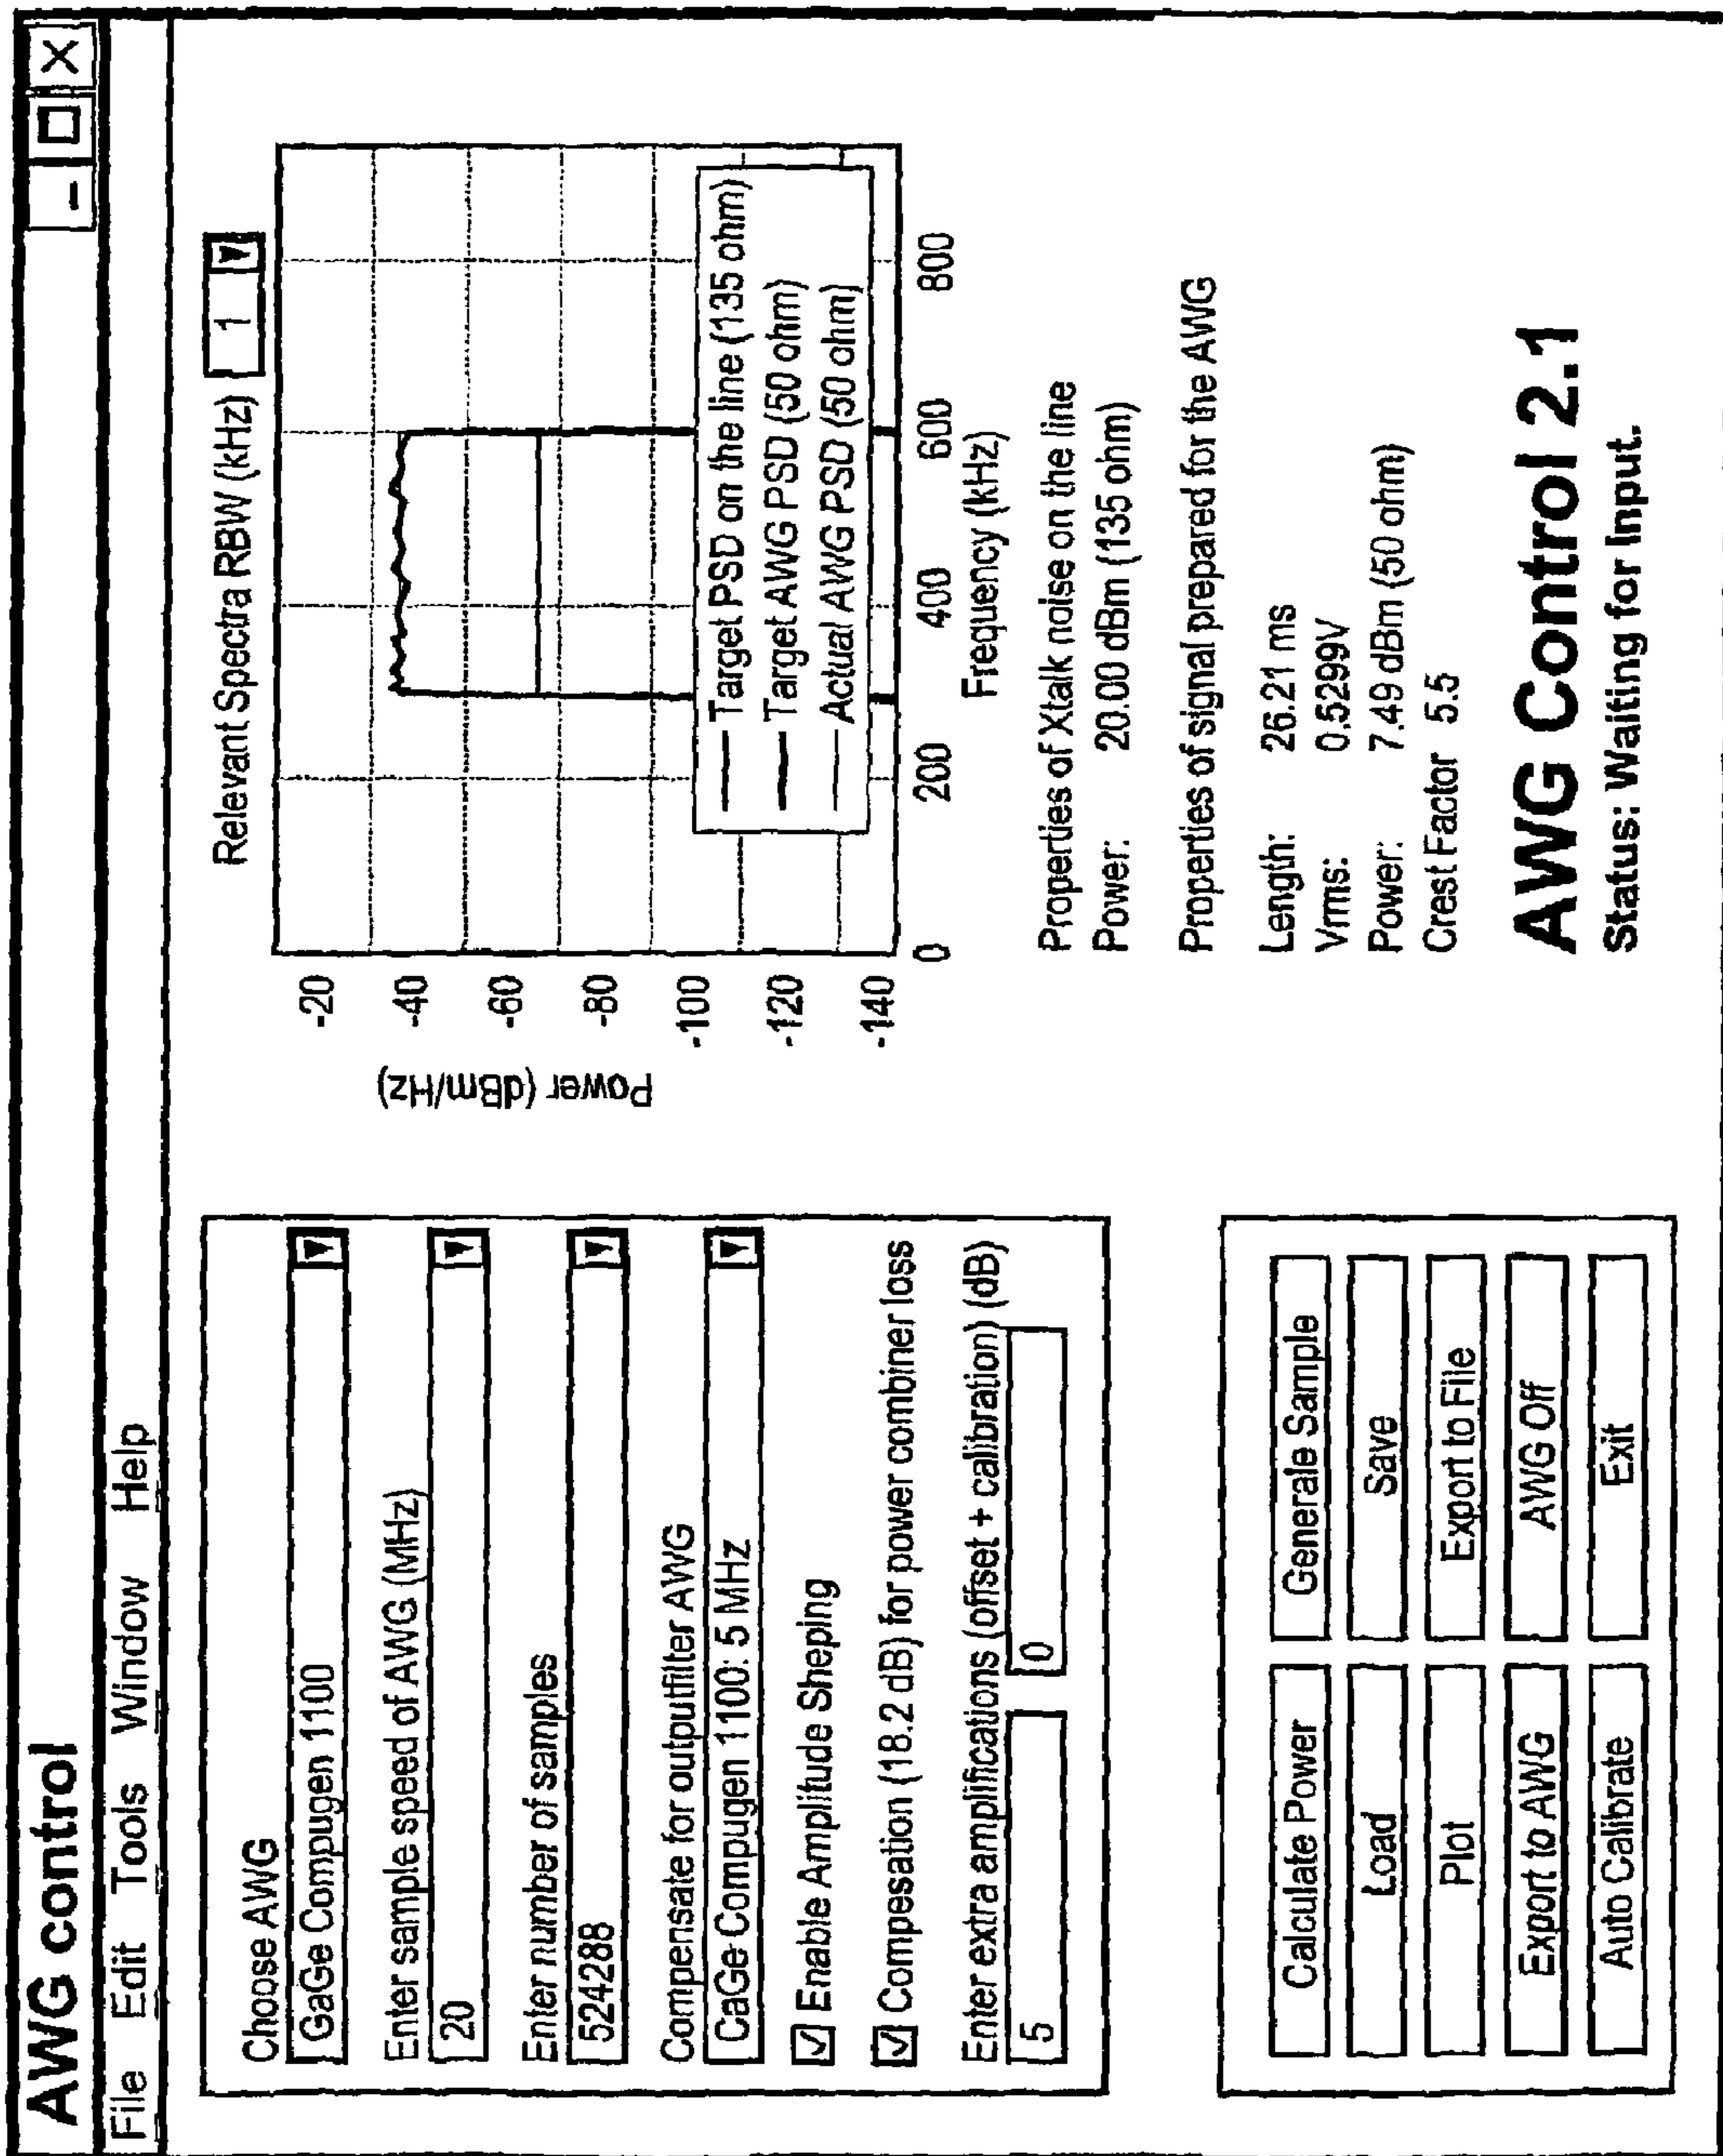 AWG control
File Edit Tools Window Help
Choose AWG
GaGe Compugen 1100
Enter sample speed of AWG (MHz)
20
Enter number of samples
524288
Compensate for outputfilter AWG
CaGe Compugen 1100: 5 MHz
Enable Amplitude Sheping
Compesation (18.2 dB) for power combiner loss
Enter extra amplifications (offset + calibration) (dB)
5 0
Calculate Power Generale Sample
Load Save
Plot Export to File
Export to AWG AWG Off
Auto Calibrate Exit
Relevant Spectra RBW (kHz) 1
Power (dBm/Hz)
-20
-40
-60
-80
-100
-120
-140
Target PSD on the line (135 ohm)
Target AWG PSD (50 ohm)
Actual AWG PSD (50 ohm)
0 200 400 600 800
Frequency (kHz)
Properties of Xtalk noise on the line
Power: 20.00 dBm (135 ohm)
Properties of signal prepared for the AWG
Length: 26.21 ms
Vrms: 0.5299V
Power: 7.49 dBm (50 ohm)
Crest Factor 5.5
AWG Control 2.1
Status: Waiting for Input.